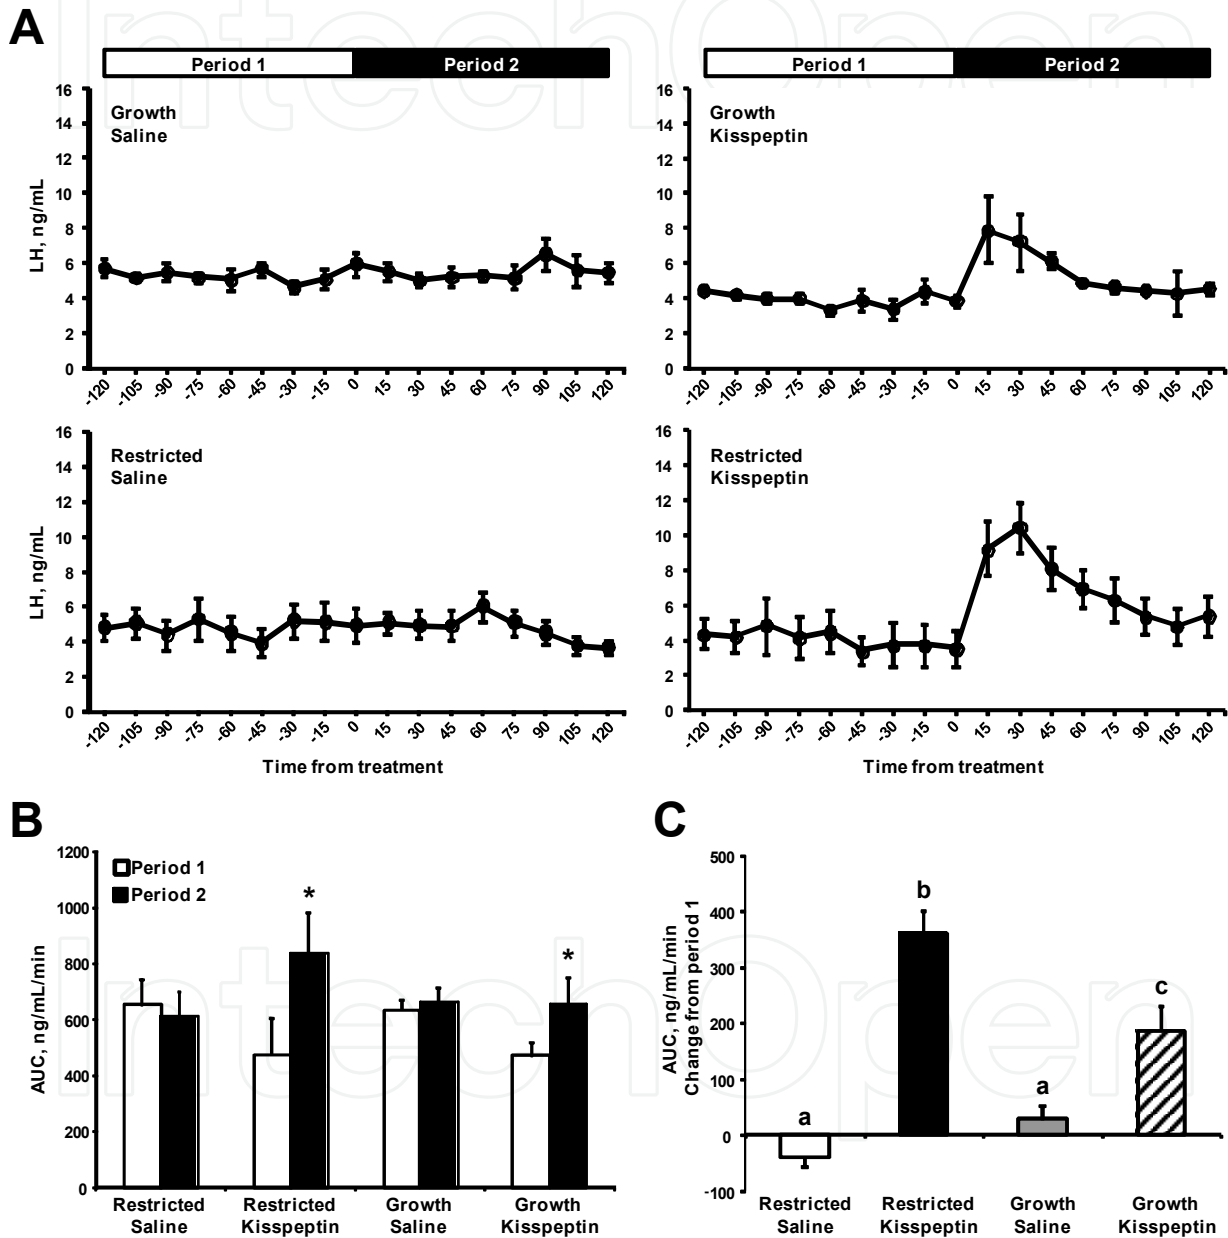 IntechOpen
A
Period 1 Period 2
Period 1 Period 2
16
14
12
10
8
6
4
2
0
LH, ng/mL
Growth
Saline
-120 -105 -90 -75 -60 -45 -30 -15 0 15 30 45 60 75 90 105 120
16
14
12
10
8
6
4
2
0
Growth
Kisspeptin
-120 -105 -90 -75 -60 -45 -30 -15 0 15 30 45 60 75 90 105 120
16
14
12
10
8
6
4
2
0
LH, ng/mL
Restricted
Saline
-120 -105 -90 -75 -60 -45 -30 -15 0 15 30 45 60 75 90 105 120
Time from treatment
16
14
12
10
8
6
4
2
0
Restricted
Kisspeptin
-120 -105 -90 -75 -60 -45 -30 -15 0 15 30 45 60 75 90 105 120
Time from treatment
B
1200
1000
800
600
400
200
0
AUC, ng/mL/min
Period 1
Period 2
*
*
Restricted
Saline
Restricted
Kisspeptin
Growth
Saline
Growth
Kisspeptin
C
500
400
300
200
100
0
-100
AUC, ng/mL/min
Change from period 1
a
b
a
c
Restricted
Saline
Restricted
Kisspeptin
Growth
Saline
Growth
Kisspeptin
IntechOpen